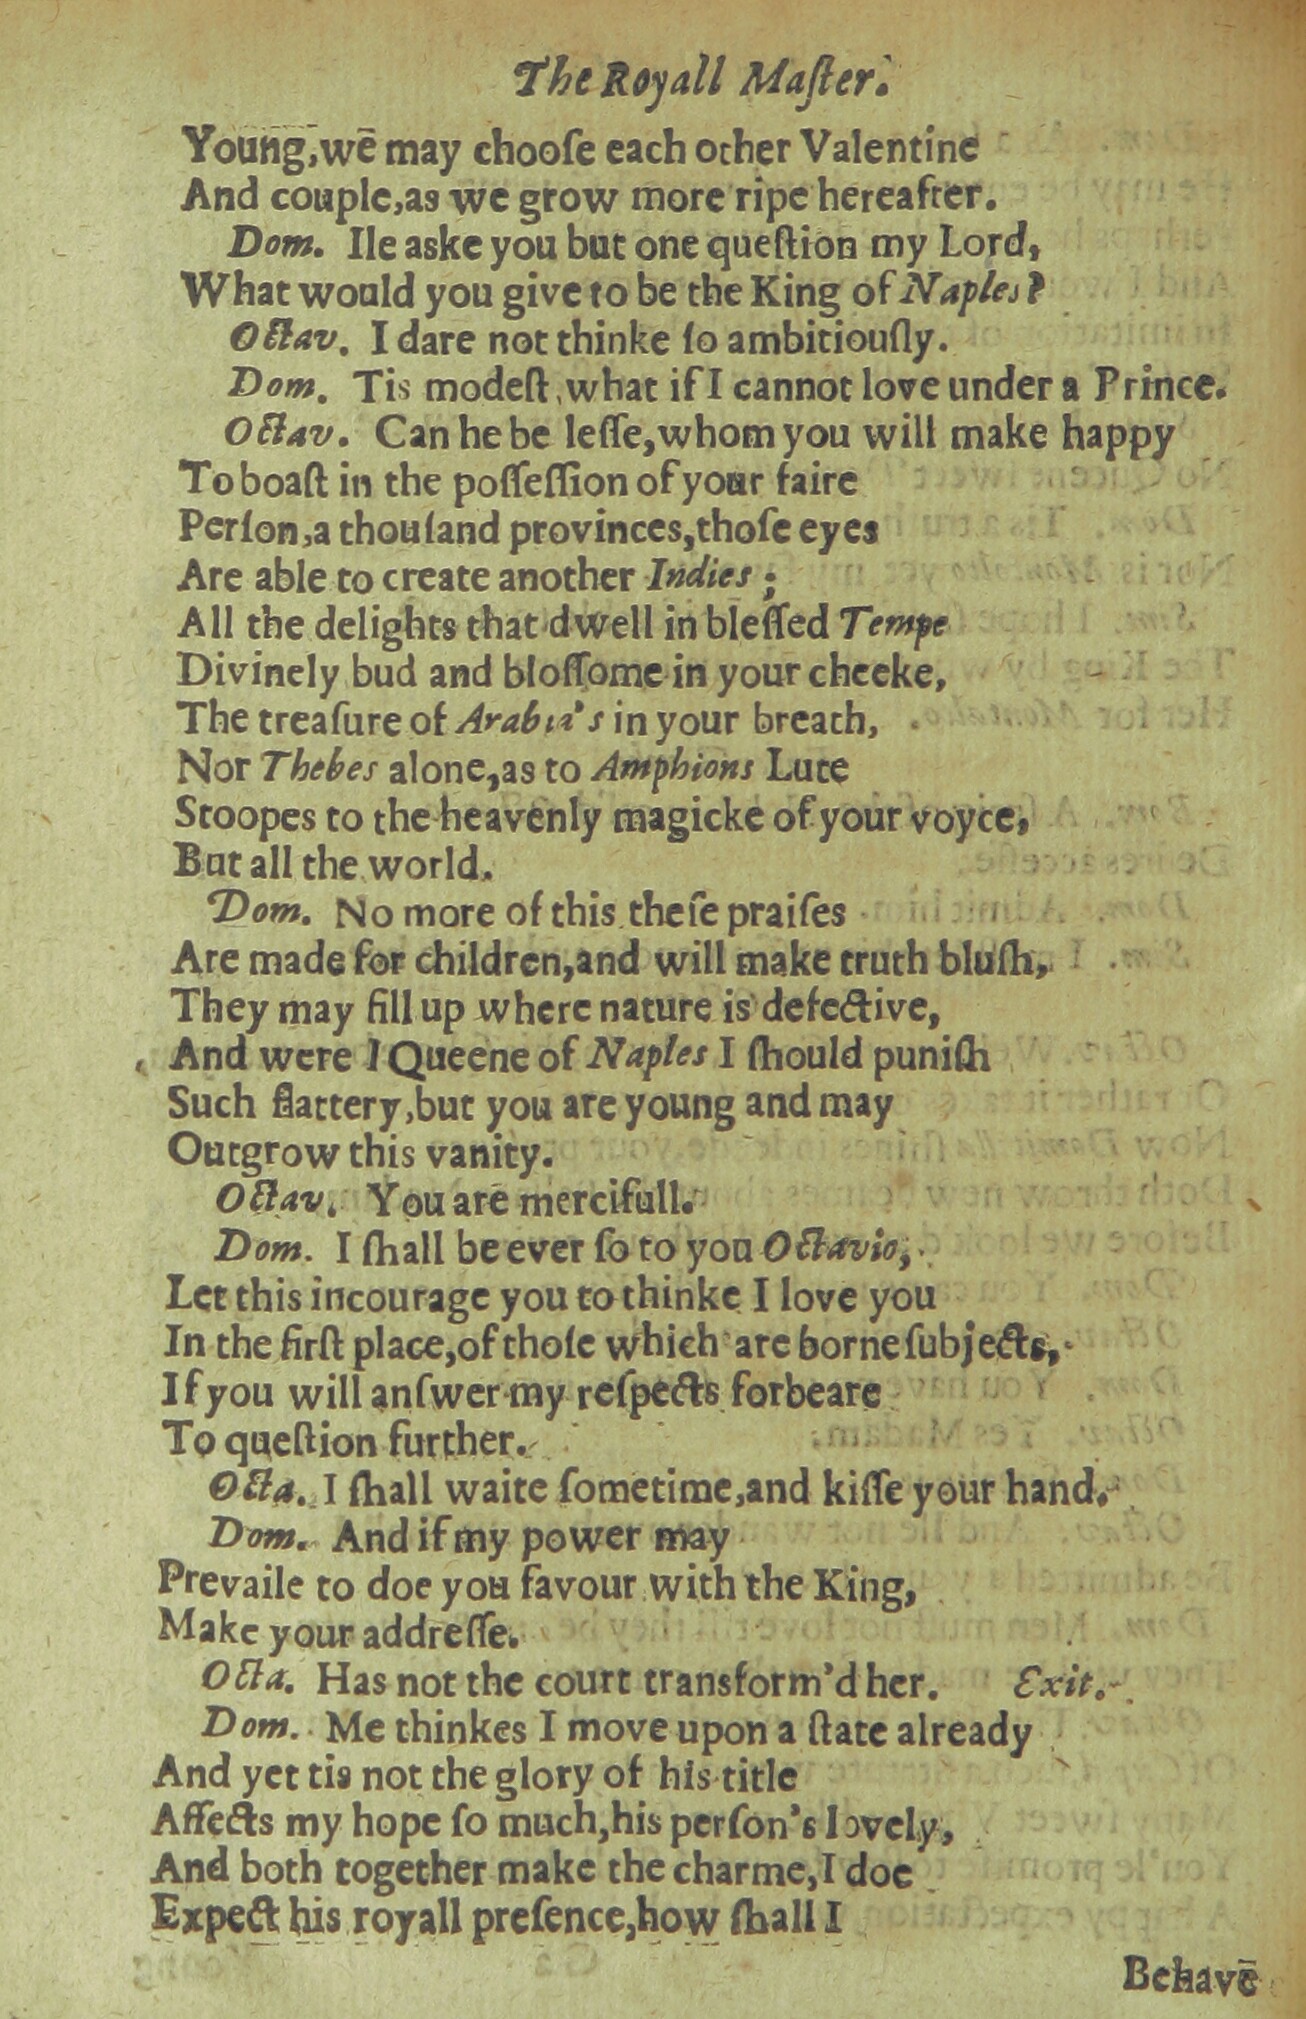 The Royall Maſter.
Young, we may chooſe each other Valentine
And couple, as we grow more ripe hereafter.
Dom. Ile aske you but one queſtion my Lord,
What would you give to be the King of Naples?
Octav. I dare not thinke ſo ambitiouſly.
Dom. Tis modeſt, what if I cannot love under a Prince.
Octav. Can he be leſſe, whom you will make happy
To boaſt in the poſſeſſion of your faire
Perſon, a thouſand provinces, thoſe eyes
Are able to create another Indies;
All the delights that dwell in bleſſed Tempe
Divinely bud and bloſſome in your cheeke,
The treaſure of Arabia's in your breath,
Nor Thebes alone, as to Amphions Lute
Stoopes to the heavenly magicke of your voyce,
But all the world.
Dom. No more of this, theſe praiſes
Are made for children, and will make truth bluſh,
They may fill up where nature is defective,
And were I Queene of Naples I ſhould puniſh
Such flattery, but you are young and may
Outgrow this vanity.
Octav. You are mercifull.
Dom. I ſhall be ever ſo to you Octavio,
Let this incourage you to thinke I love you
In the firſt place, of thoſe which are borne ſubjects,
If you will anſwer my reſpects forbeare
To queſtion further.
Octa. I ſhall waite ſometime, and kiſſe your hand.
Dom. And if my power may
Prevaile to doe you favour with the King,
Make your addreſſe.
Octa. Has not the court transform'd her. Exit.
Dom. Me thinkes I move upon a ſtate already
And yet tis not the glory of his title
Affects my hope ſo much, his perſon's lovely,
And both together make the charme, I doe
Expect his royall preſence, how ſhall I
Behave